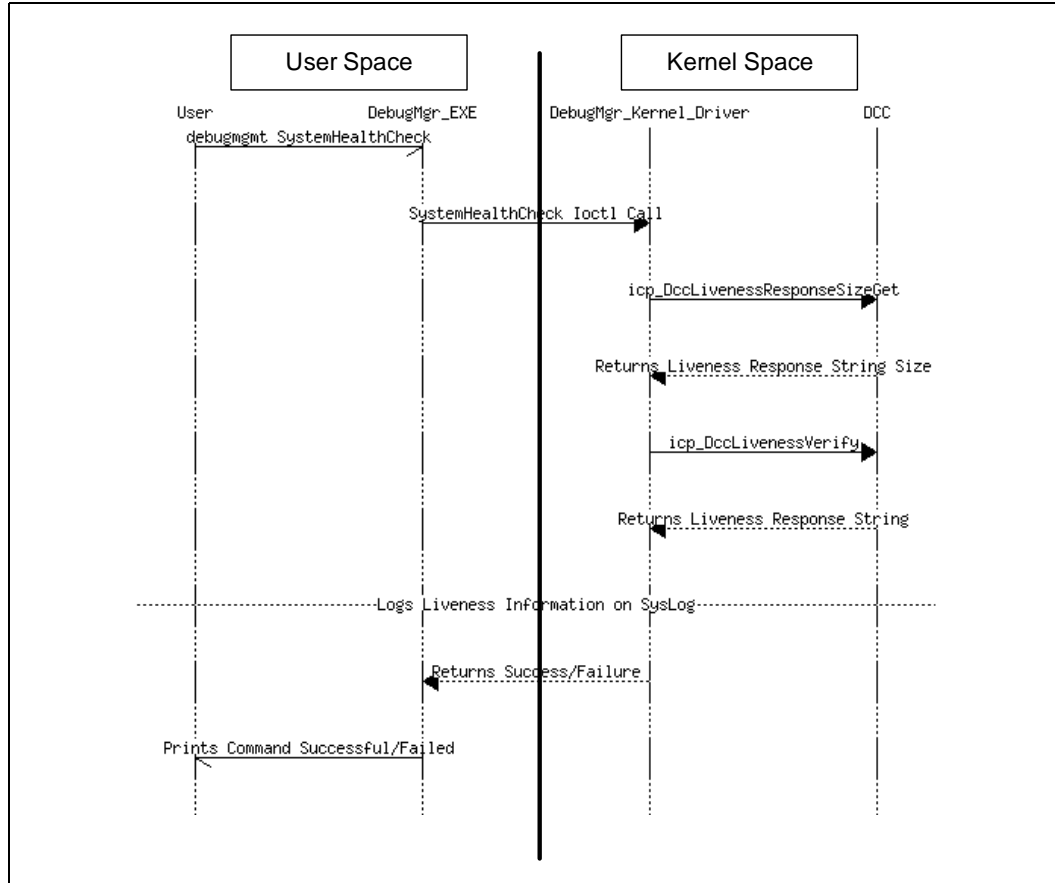 User Space
Kernel Space
User
DebugMgr_EXE
DebugMgr_Kernel_Driver
DCC
debugmgmt SystemHealthCheck
SystemHealthCheck Ioctl Call
icp_DccLivenessResponseSizeGet
Returns Liveness Response String Size
icp_DccLivenessVerify
Returns Liveness Response String
Logs Liveness Information on SysLog
Returns Success/Failure
Prints Command Successful/Failed